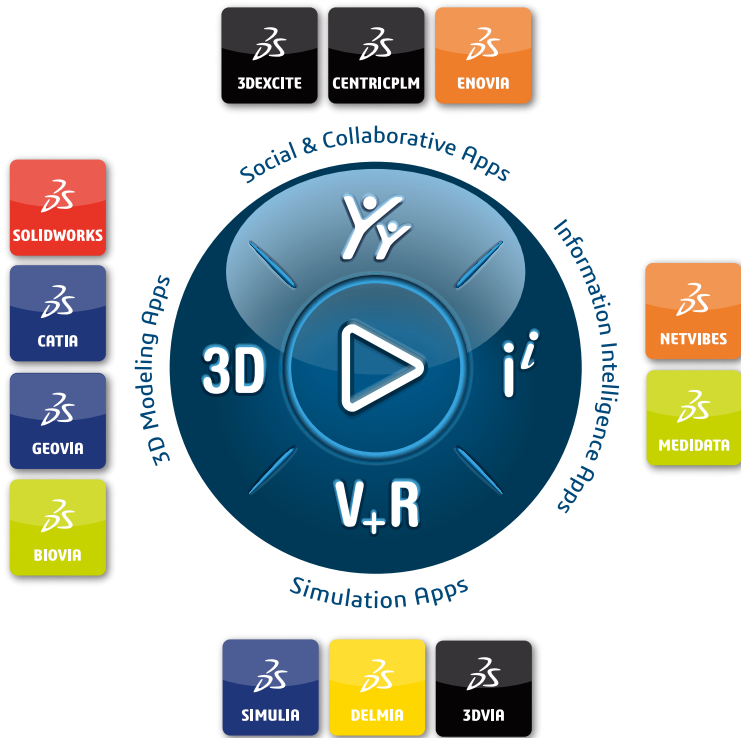 3DEXCITE
CENTRICPLM
ENOVIA
Social & Collaborative Apps
SOLIDWORKS
CATIA
GEOVIA
BIOVIA
3D Modeling Apps
3D
i i
V+R
Information Intelligence Apps
NETVIBES
MEDIDATA
Simulation Apps
SIMULIA
DELMIA
3DVIA